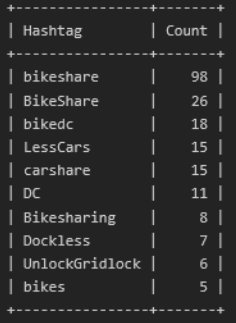 +-----------------+-------+
| Hashtag         | Count |
+-----------------+-------+
| bikeshare       |    98 |
| BikeShare       |    26 |
| bikedc          |    18 |
| LessCars        |    15 |
| carshare        |    15 |
| DC              |    11 |
| Bikesharing     |     8 |
| Dockless        |     7 |
| UnlockGridlock  |     6 |
| bikes           |     5 |
+-----------------+-------+